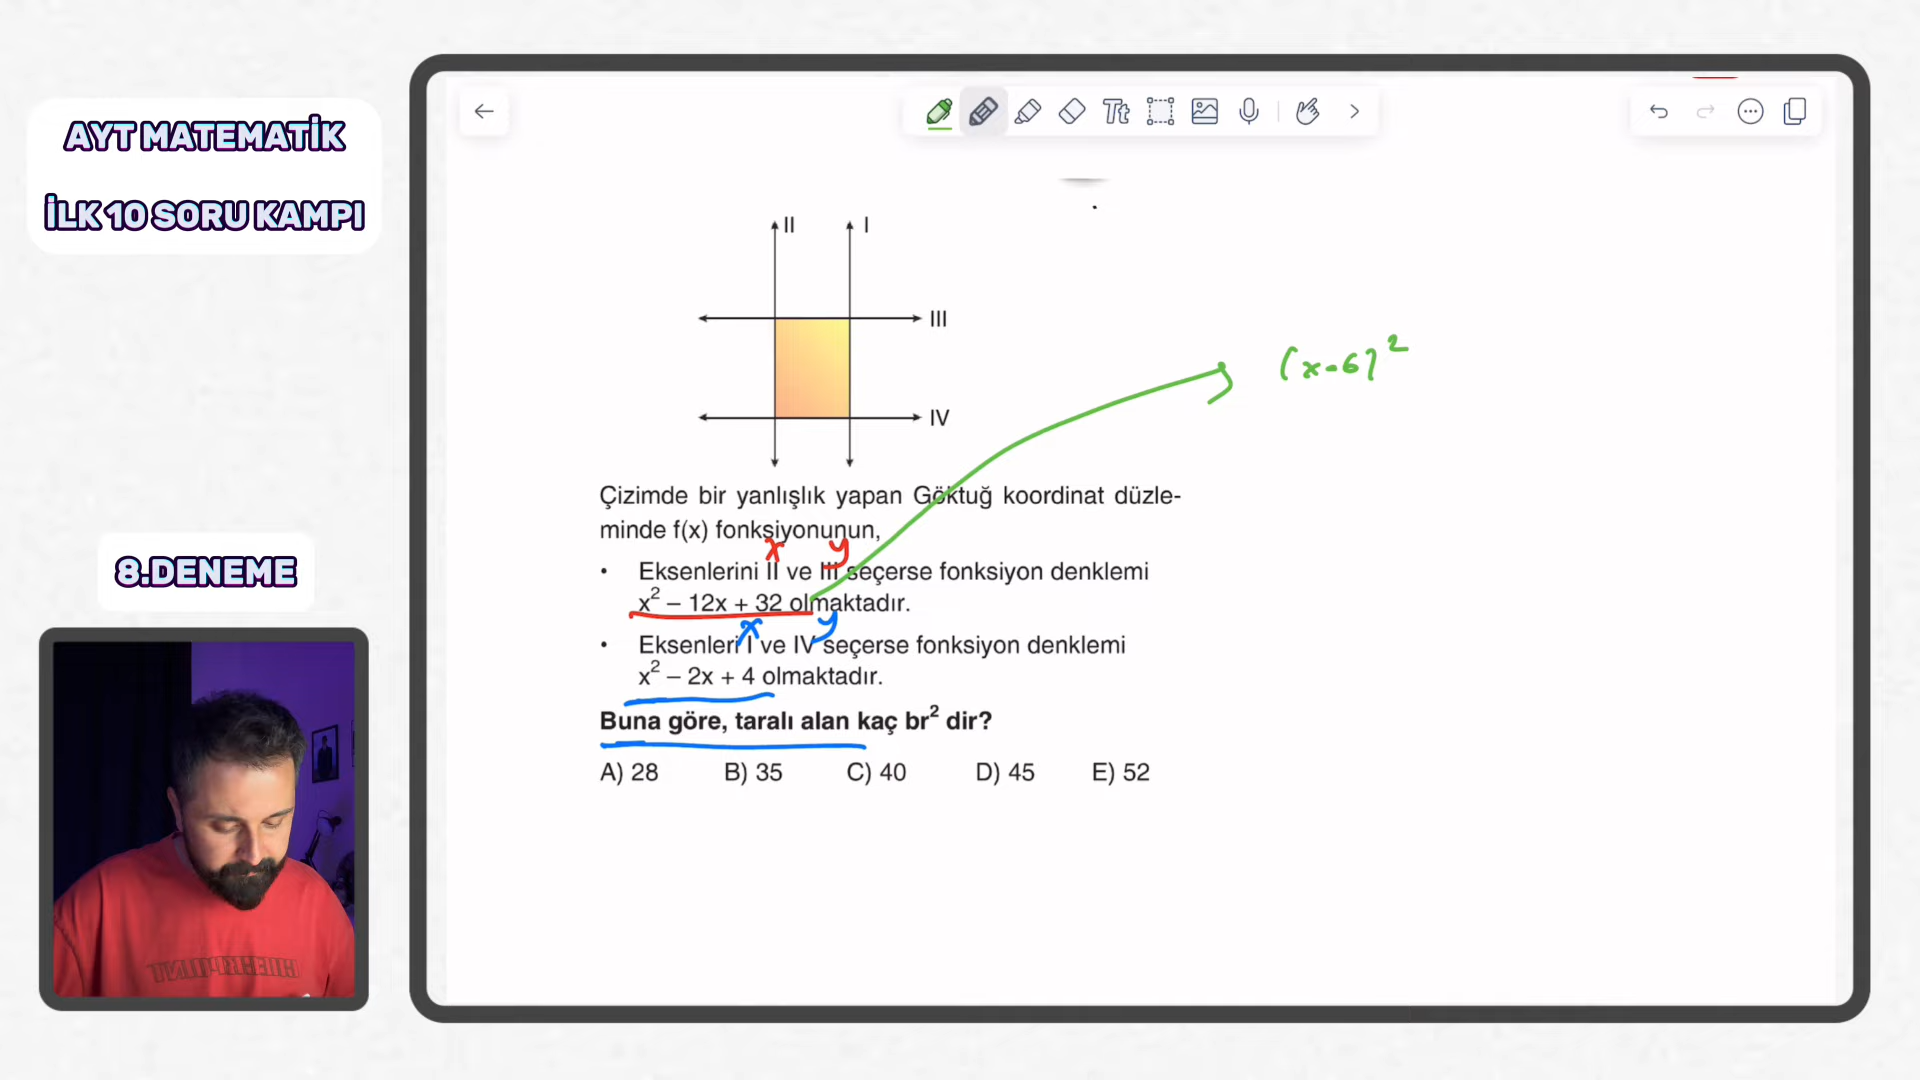 AYT MATEMATİK
İLK 10 SORU KAMPI
8.DENEME
Tt
II
I
III
IV
(x-6)²
Çizimde bir yanlışlık yapan Göktuğ koordinat düzle-
minde f(x) fonksiyonunun,
x y
• Eksenlerini II ve III seçerse fonksiyon denklemi
x² – 12x + 32 olmaktadır.
x y
• Eksenleri I ve IV seçerse fonksiyon denklemi
x² – 2x + 4 olmaktadır.
Buna göre, taralı alan kaç br² dir?
A) 28 B) 35 C) 40 D) 45 E) 52